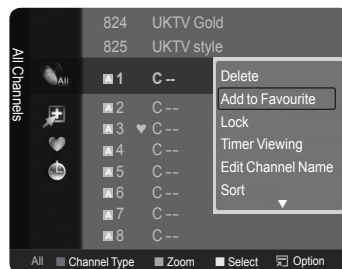 All Channels
824 UKTV Gold
825 UKTV style
All
A 1 C --
A 2 C --
A 3 ♥ C --
A 4 C --
A 5 C --
A 6 C --
A 7 C --
A 8 C --
Delete
Add to Favourite
Lock
Timer Viewing
Edit Channel Name
Sort
All Channel Type Zoom Select Option